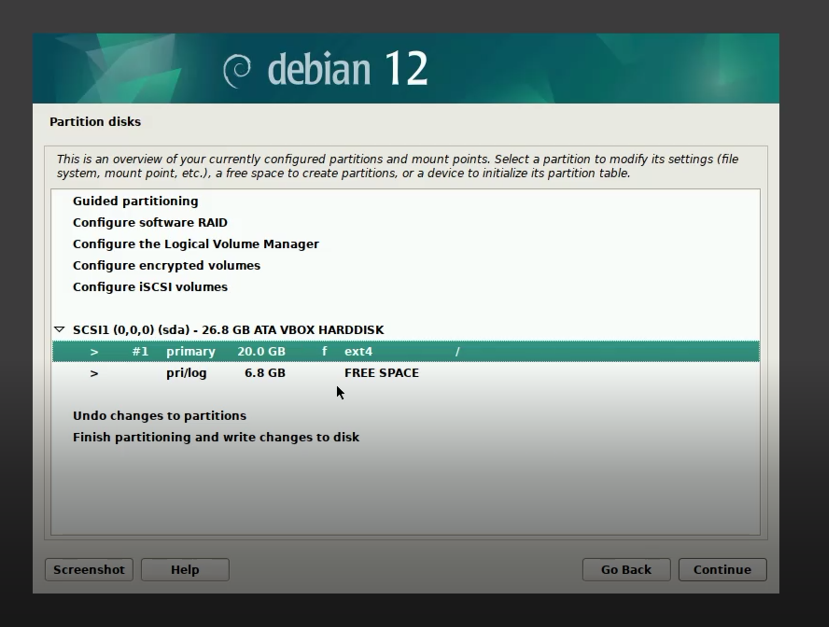 debian 12
Partition disks
This is an overview of your currently configured partitions and mount points. Select a partition to modify its settings (file
system, mount point, etc.), a free space to create partitions, or a device to initialize its partition table.
Guided partitioning
Configure software RAID
Configure the Logical Volume Manager
Configure encrypted volumes
Configure iSCSI volumes
SCSI1 (0,0,0) (sda) - 26.8 GB ATA VBOX HARDDISK
> #1 primary 20.0 GB f ext4 /
> pri/log 6.8 GB FREE SPACE
Undo changes to partitions
Finish partitioning and write changes to disk
Screenshot Help Go Back Continue